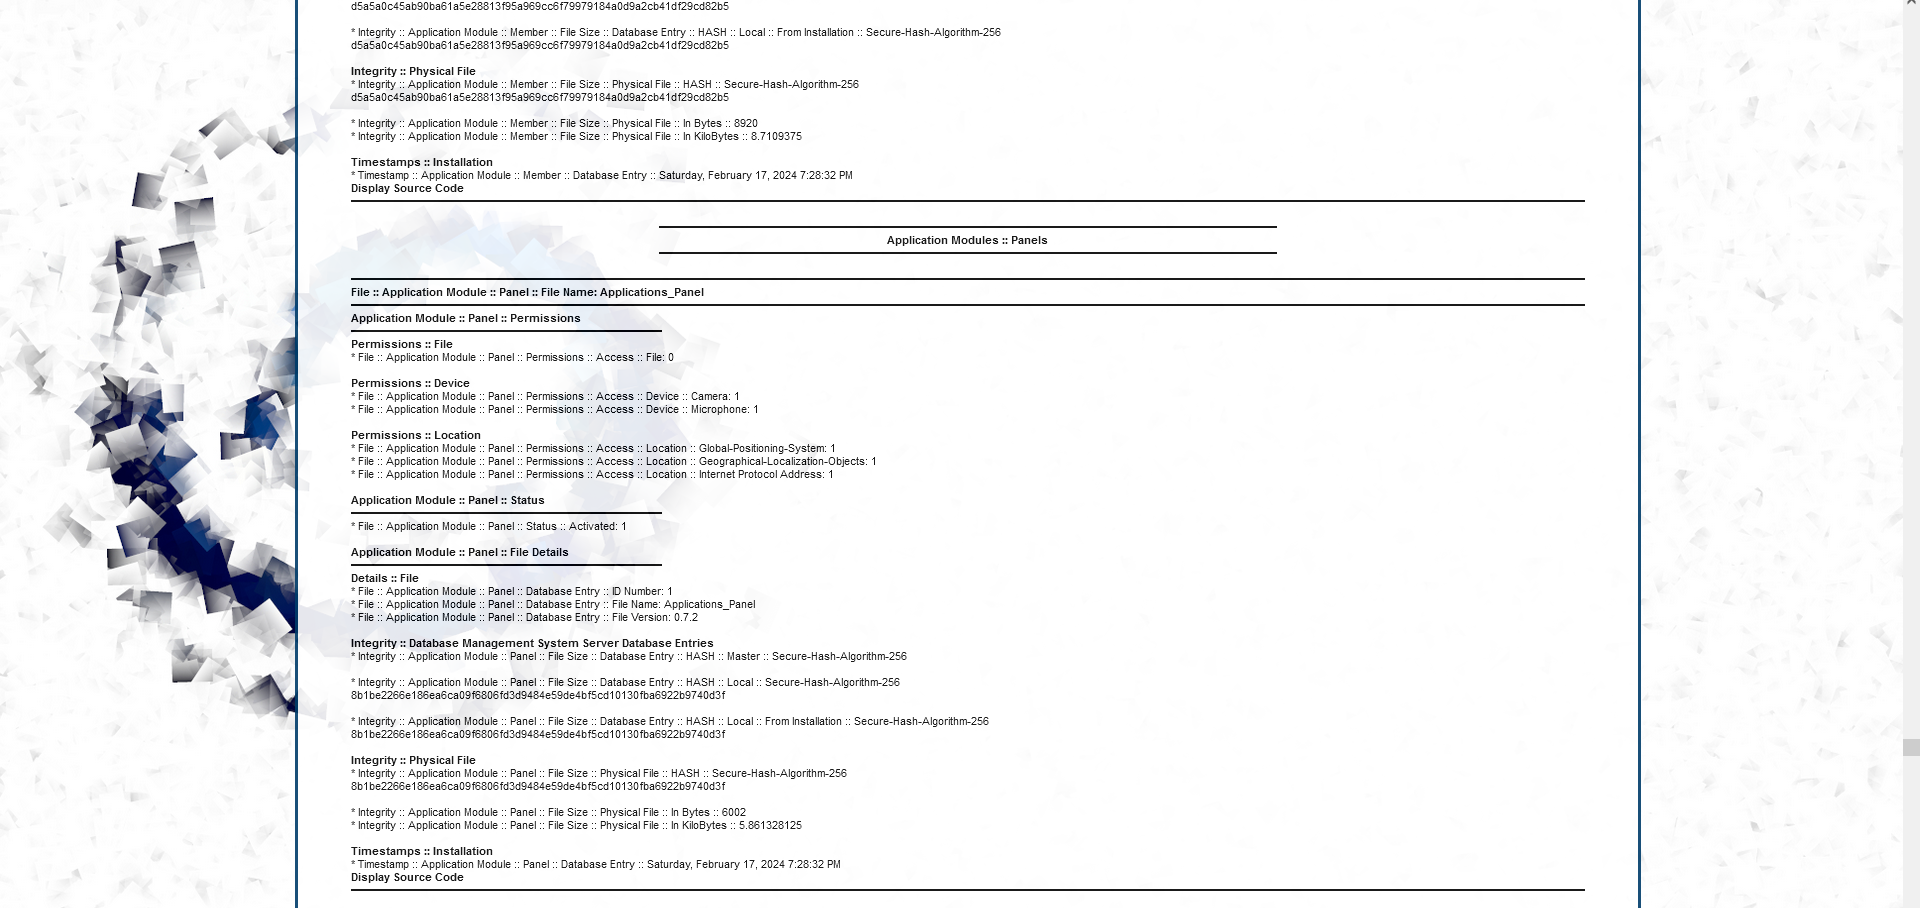 d5a5a0c45ab90ba61a5e28813f95a969cc6f79979184a0d9a2cb41df29cd82b5
* Integrity :: Application Module :: Member :: File Size :: Database Entry :: HASH :: Local :: From Installation :: Secure-Hash-Algorithm-256
d5a5a0c45ab90ba61a5e28813f95a969cc6f79979184a0d9a2cb41df29cd82b5
Integrity :: Physical File
* Integrity :: Application Module :: Member :: File Size :: Physical File :: HASH :: Secure-Hash-Algorithm-256
d5a5a0c45ab90ba61a5e28813f95a969cc6f79979184a0d9a2cb41df29cd82b5
* Integrity :: Application Module :: Member :: File Size :: Physical File :: In Bytes :: 8920
* Integrity :: Application Module :: Member :: File Size :: Physical File :: In KiloBytes :: 8.7109375
Timestamps :: Installation
* Timestamp :: Application Module :: Member :: Database Entry :: Saturday, February 17, 2024 7:28:32 PM
Display Source Code
Application Modules :: Panels
File :: Application Module :: Panel :: File Name: Applications_Panel
Application Module :: Panel :: Permissions
Permissions :: File
* File :: Application Module :: Panel :: Permissions :: Access :: File: 0
Permissions :: Device
* File :: Application Module :: Panel :: Permissions :: Access :: Device :: Camera: 1
* File :: Application Module :: Panel :: Permissions :: Access :: Device :: Microphone: 1
Permissions :: Location
* File :: Application Module :: Panel :: Permissions :: Access :: Location :: Global-Positioning-System: 1
* File :: Application Module :: Panel :: Permissions :: Access :: Location :: Geographical-Localization-Objects: 1
* File :: Application Module :: Panel :: Permissions :: Access :: Location :: Internet Protocol Address: 1
Application Module :: Panel :: Status
* File :: Application Module :: Panel :: Status :: Activated: 1
Application Module :: Panel :: File Details
Details :: File
* File :: Application Module :: Panel :: Database Entry :: ID Number: 1
* File :: Application Module :: Panel :: Database Entry :: File Name: Applications_Panel
* File :: Application Module :: Panel :: Database Entry :: File Version: 0.7.2
Integrity :: Database Management System Server Database Entries
* Integrity :: Application Module :: Panel :: File Size :: Database Entry :: HASH :: Master :: Secure-Hash-Algorithm-256
* Integrity :: Application Module :: Panel :: File Size :: Database Entry :: HASH :: Local :: Secure-Hash-Algorithm-256
8b1be2266e186ea6ca09f6806fd3d9484e59de4bf5cd10130fba6922b9740d3f
* Integrity :: Application Module :: Panel :: File Size :: Database Entry :: HASH :: Local :: From Installation :: Secure-Hash-Algorithm-256
8b1be2266e186ea6ca09f6806fd3d9484e59de4bf5cd10130fba6922b9740d3f
Integrity :: Physical File
* Integrity :: Application Module :: Panel :: File Size :: Physical File :: HASH :: Secure-Hash-Algorithm-256
8b1be2266e186ea6ca09f6806fd3d9484e59de4bf5cd10130fba6922b9740d3f
* Integrity :: Application Module :: Panel :: File Size :: Physical File :: In Bytes :: 6002
* Integrity :: Application Module :: Panel :: File Size :: Physical File :: In KiloBytes :: 5.861328125
Timestamps :: Installation
* Timestamp :: Application Module :: Panel :: Database Entry :: Saturday, February 17, 2024 7:28:32 PM
Display Source Code